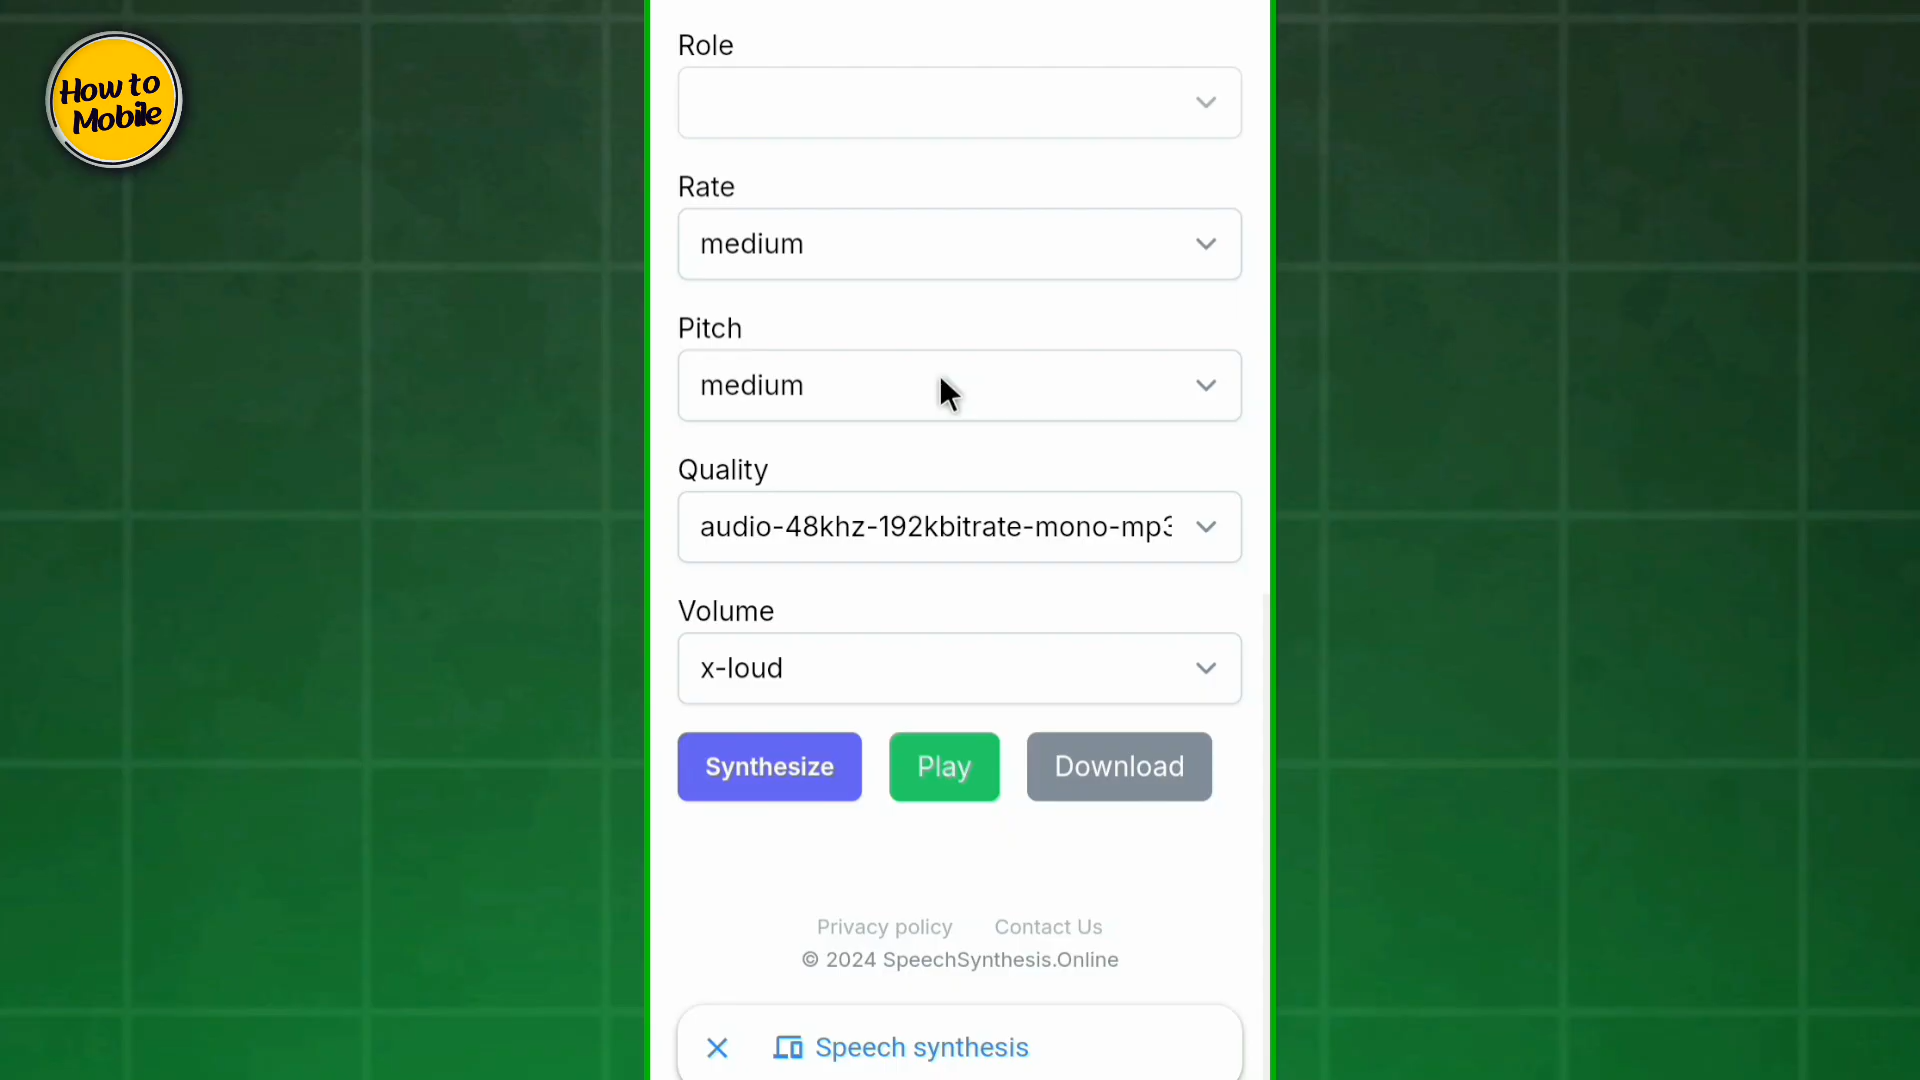 How to
Mobile
Role
Rate
medium
Pitch
medium
Quality
audio-48khz-192kbitrate-mono-mp3
Volume
x-loud
Synthesize
Play
Download
Privacy policy
Contact Us
© 2024 SpeechSynthesis.Online
Speech synthesis